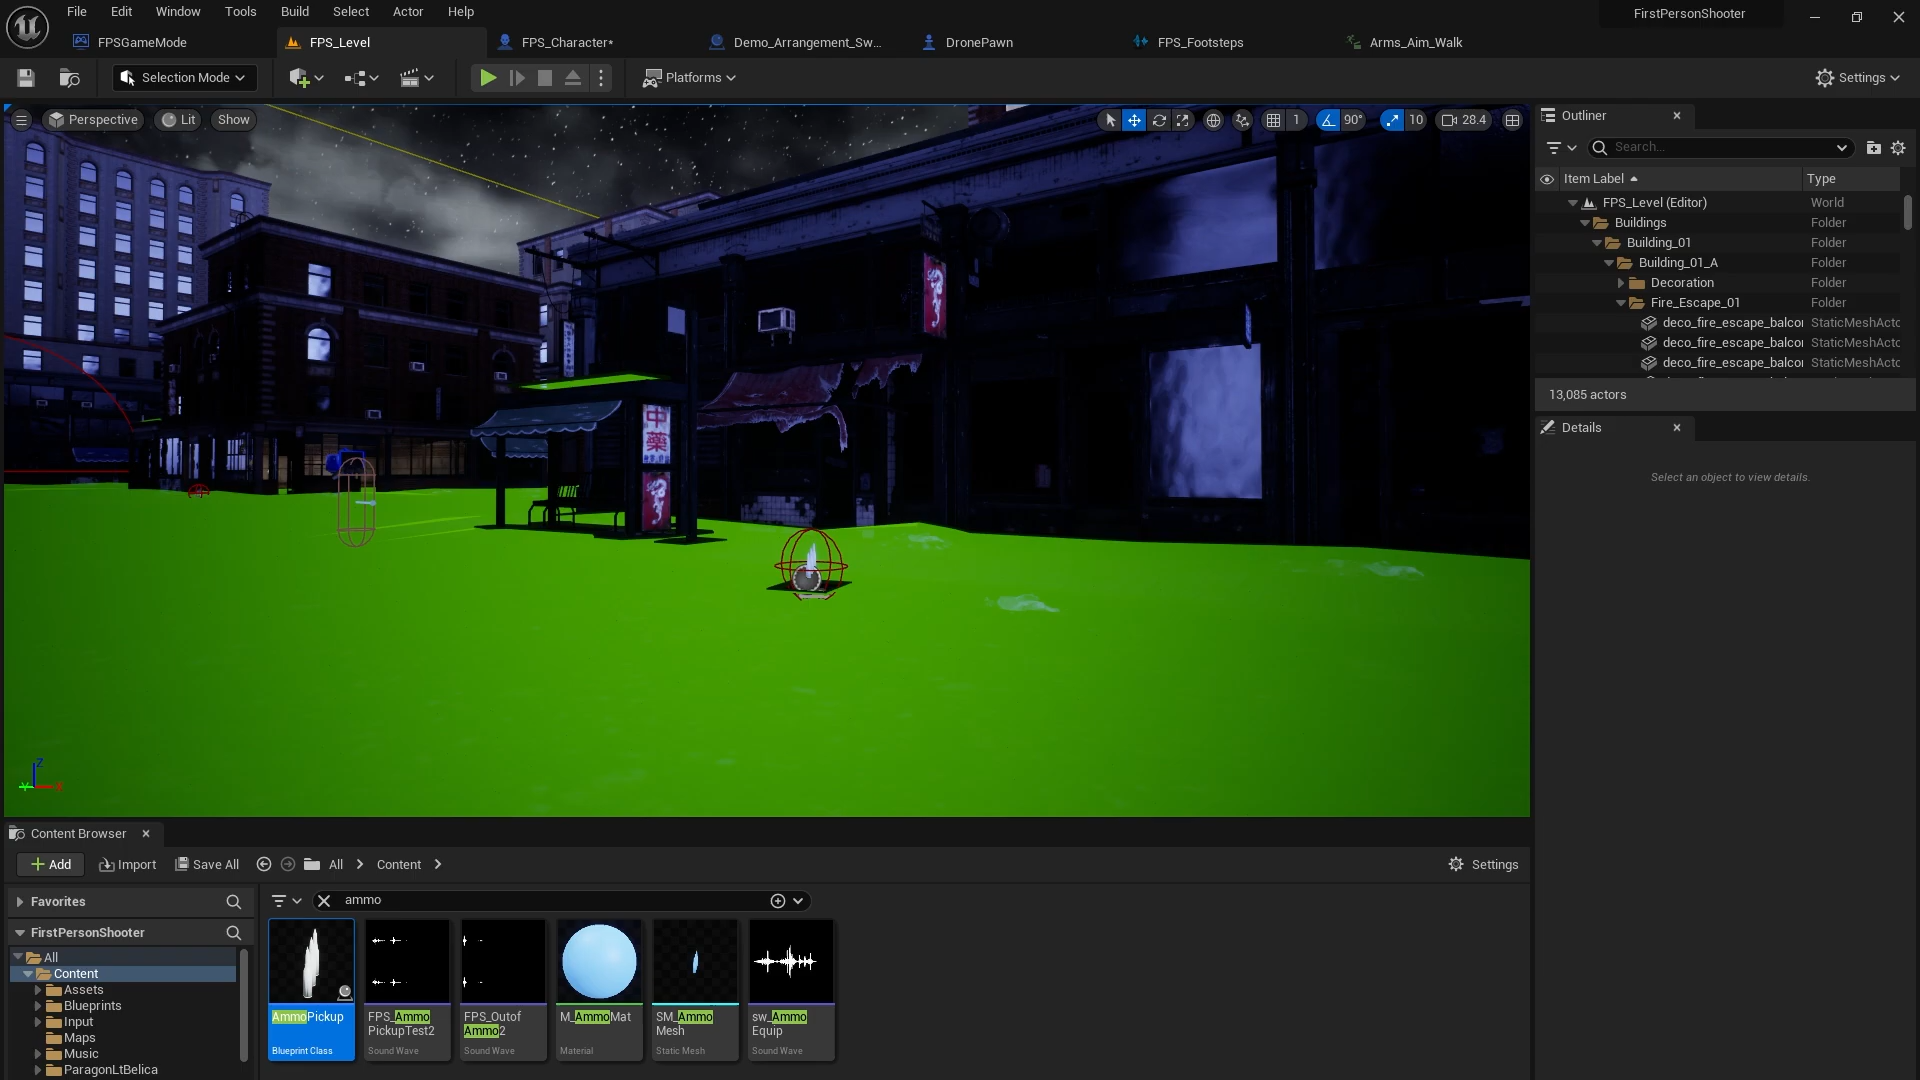 File Edit Window Tools Build Select Actor Help
FirstPersonShooter
FPSGameMode FPS_Level FPS_Character* Demo_Arrangement_Sw... DronePawn FPS_Footsteps Arms_Aim_Walk
Selection Mode Platforms Settings
Perspective Lit Show 1 90° 10 28.4
中
藥
Z
Y X
Outliner
Search...
Item Label Type
FPS_Level (Editor) World
Buildings Folder
Building_01 Folder
Building_01_A Folder
Decoration Folder
Fire_Escape_01 Folder
deco_fire_escape_balco StaticMeshActo
deco_fire_escape_balco StaticMeshActo
deco_fire_escape_balco StaticMeshActo
13,085 actors
Details
Select an object to view details.
Content Browser
Add Import Save All All Content Settings
Favorites
FirstPersonShooter
All
Content
Assets
Blueprints
Input
Maps
Music
ParagonLtBelica
ammo
AmmoPickup
Blueprint Class
FPS_Ammo
PickupTest2
Sound Wave
FPS_Outof
Ammo2
Sound Wave
M_AmmoMat
Material
SM_Ammo
Mesh
Static Mesh
sw_Ammo
Equip
Sound Wave